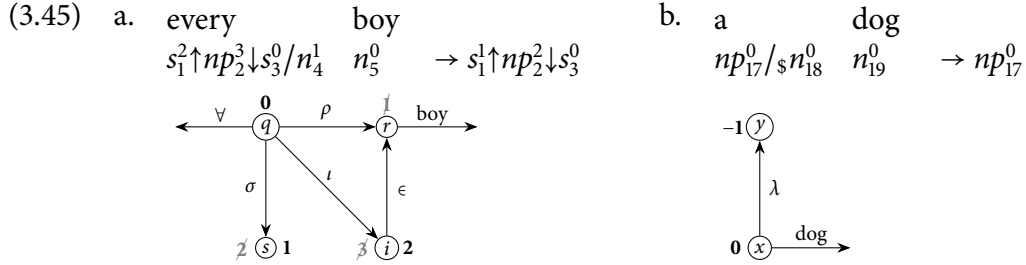 (3.45) a. every boy b. a dog
s₁²↑np₂³↓s₃⁰/n₄¹ n₅⁰ → s₁¹↑np₂²↓s₃⁰ np₁₇⁰/$n₁₈⁰ n₁₉⁰ → np₁₇⁰
0 1
∀ q ρ r boy −1 y
σ ι ϵ λ
dog
2 s 1 3 i 2 0 x